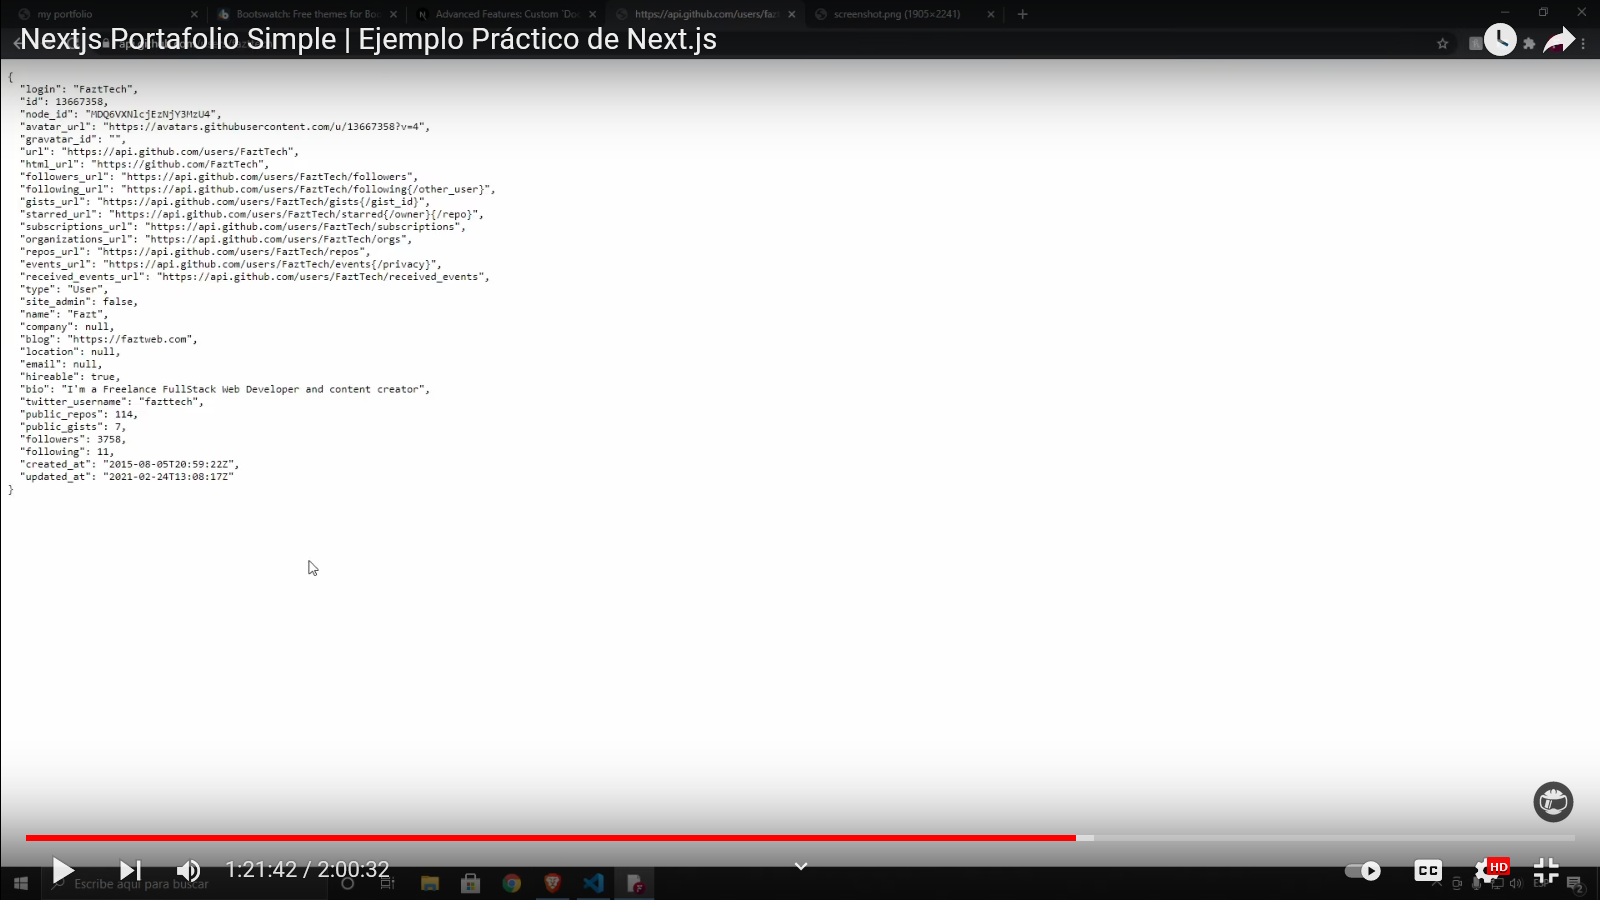 my portfolio
Bootswatch: Free themes for Boo
Advanced Features: Custom 'Doc
https://api.github.com/users/faz
screenshot.png (1905×2241)
Nextjs Portafolio Simple | Ejemplo Práctico de Next.js
{
"login": "FaztTech",
"id": 13667358,
"node_id": "MDQ6VXNlcjEzNjY3MzU4",
"avatar_url": "https://avatars.githubusercontent.com/u/13667358?v=4",
"gravatar_id": "",
"url": "https://api.github.com/users/FaztTech",
"html_url": "https://github.com/FaztTech",
"followers_url": "https://api.github.com/users/FaztTech/followers",
"following_url": "https://api.github.com/users/FaztTech/following{/other_user}",
"gists_url": "https://api.github.com/users/FaztTech/gists{/gist_id}",
"starred_url": "https://api.github.com/users/FaztTech/starred{/owner}{/repo}",
"subscriptions_url": "https://api.github.com/users/FaztTech/subscriptions",
"organizations_url": "https://api.github.com/users/FaztTech/orgs",
"repos_url": "https://api.github.com/users/FaztTech/repos",
"events_url": "https://api.github.com/users/FaztTech/events{/privacy}",
"received_events_url": "https://api.github.com/users/FaztTech/received_events",
"type": "User",
"site_admin": false,
"name": "Fazt",
"company": null,
"blog": "https://faztweb.com",
"location": null,
"email": null,
"hireable": true,
"bio": "I'm a Freelance FullStack Web Developer and content creator",
"twitter_username": "fazttech",
"public_repos": 114,
"public_gists": 7,
"followers": 3758,
"following": 11,
"created_at": "2015-08-05T20:59:22Z",
"updated_at": "2021-02-24T13:08:17Z"
}
1:21:42 / 2:00:32
CC
HD
Escribe aquí para buscar
ESP
2